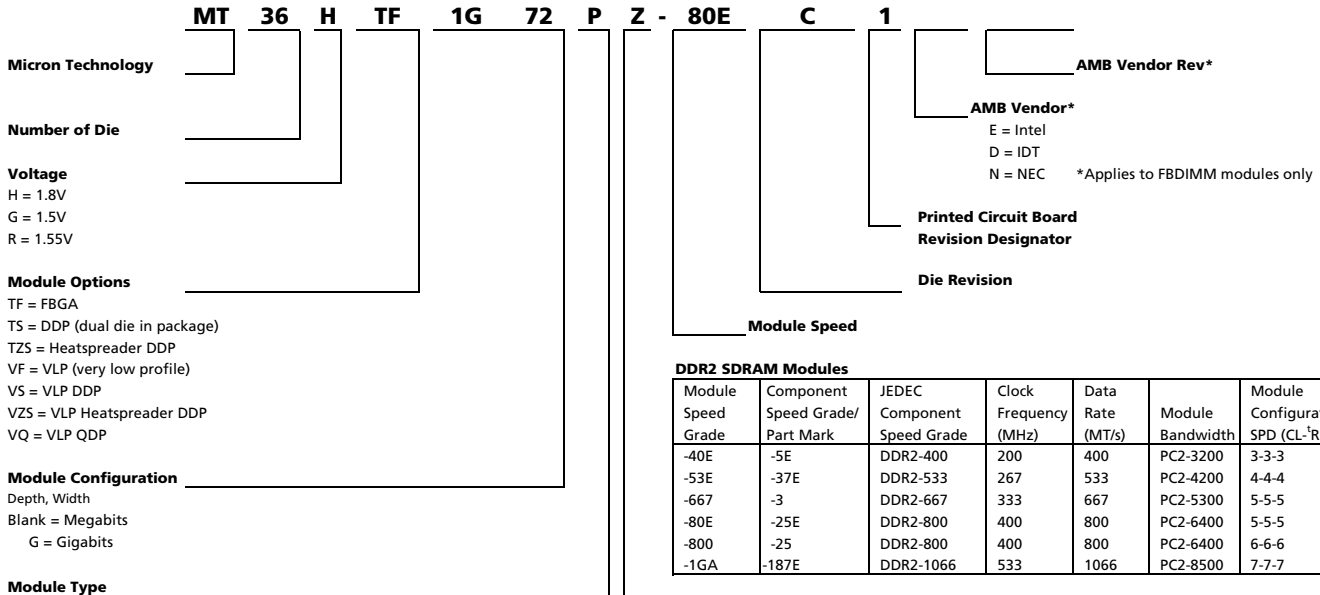 MT 36 H TF 1G 72 P Z - 80E C 1
Micron Technology
Number of Die
Voltage
H = 1.8V
G = 1.5V
R = 1.55V
Module Options
TF = FBGA
TS = DDP (dual die in package)
TZS = Heatspreader DDP
VF = VLP (very low profile)
VS = VLP DDP
VZS = VLP Heatspreader DDP
VQ = VLP QDP
Module Configuration
Depth, Width
Blank = Megabits
G = Gigabits
Module Type
AMB Vendor Rev*
AMB Vendor*
E = Intel
D = IDT
N = NEC *Applies to FBDIMM modules only
Printed Circuit Board
Revision Designator
Die Revision
Module Speed
DDR2 SDRAM Modules
Module Component JEDEC Clock Data Module
Speed Speed Grade/ Component Frequency Rate Module Configurat
Grade Part Mark Speed Grade (MHz) (MT/s) Bandwidth SPD (CL-tR
-40E -5E DDR2-400 200 400 PC2-3200 3-3-3
-53E -37E DDR2-533 267 533 PC2-4200 4-4-4
-667 -3 DDR2-667 333 667 PC2-5300 5-5-5
-80E -25E DDR2-800 400 800 PC2-6400 5-5-5
-800 -25 DDR2-800 400 800 PC2-6400 6-6-6
-1GA -187E DDR2-1066 533 1066 PC2-8500 7-7-7